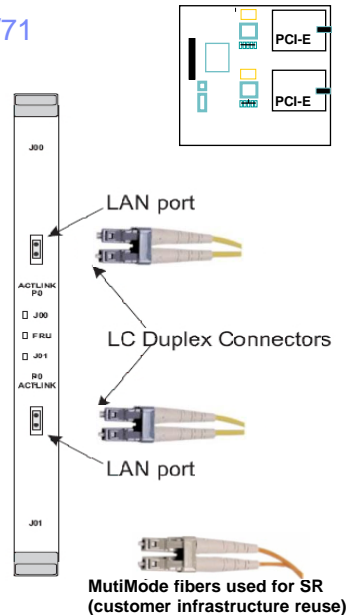 /71
PCI-E
PCI-E
J00
LAN port
ACTLINK
P0
J00
FRU
J01
LC Duplex Connectors
R0
ACTLINK
LAN port
J01
MutiMode fibers used for SR
(customer infrastructure reuse)